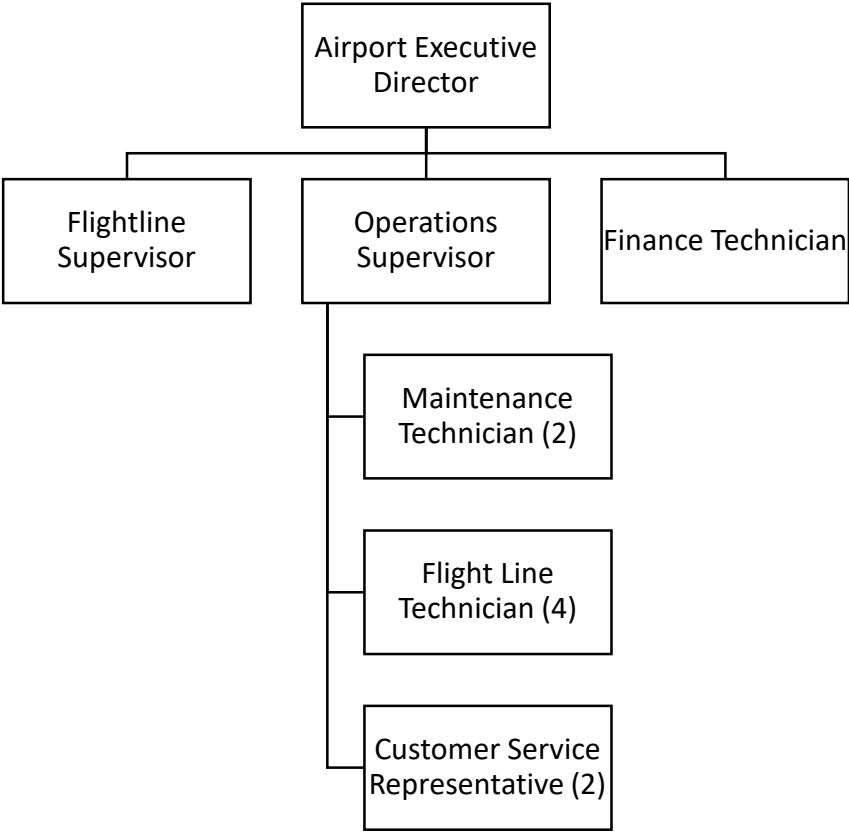 Airport Executive
Director
Flightline
Supervisor
Operations
Supervisor
Finance Technician
Maintenance
Technician (2)
Flight Line
Technician (4)
Customer Service
Representative (2)